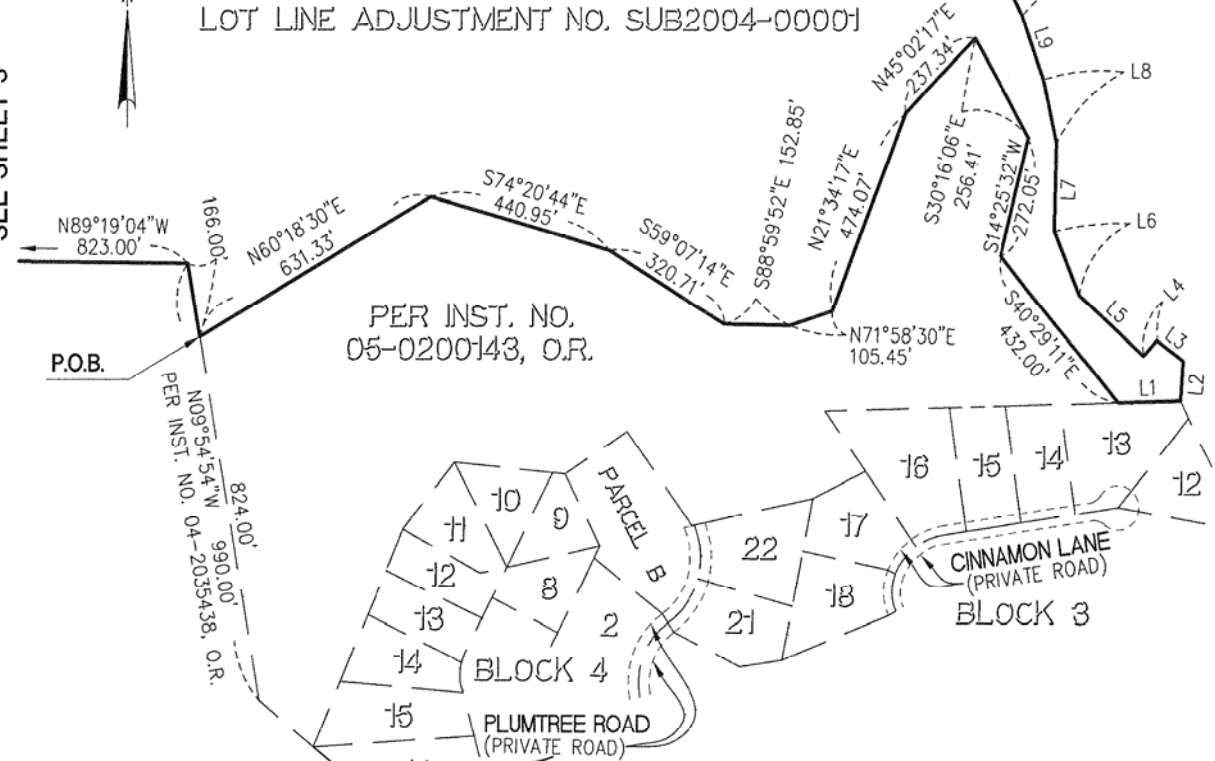 LOT LINE ADJUSTMENT NO. SUB2004-00001
N45°02'17"E
237.34'
L9
L8
N89°19'04"W
823.00'
166.00'
N60°18'30"E
631.33'
S74°20'44"E
440.95'
S59°07'14"E
320.71'
S88°59'52"E 152.85'
N21°34'17"E
474.07'
S30°16'06"E
256.41'
S14°25'32"W
272.05'
L7
L6
PER INST. NO.
05-0200143, O.R.
N71°58'30"E
105.45'
S40°29'11"E
432.00'
L5
L4
L3
L1
L2
P.O.B.
N09°54'54"W 990.00'
PER INST. NO. 04-2035438, O.R.
824.00'
16
15
14
13
12
10
9
11
PARCEL B
12
8
13
2
14
15
22
17
21
18
CINNAMON LANE
(PRIVATE ROAD)
BLOCK 3
BLOCK 4
PLUMTREE ROAD
(PRIVATE ROAD)